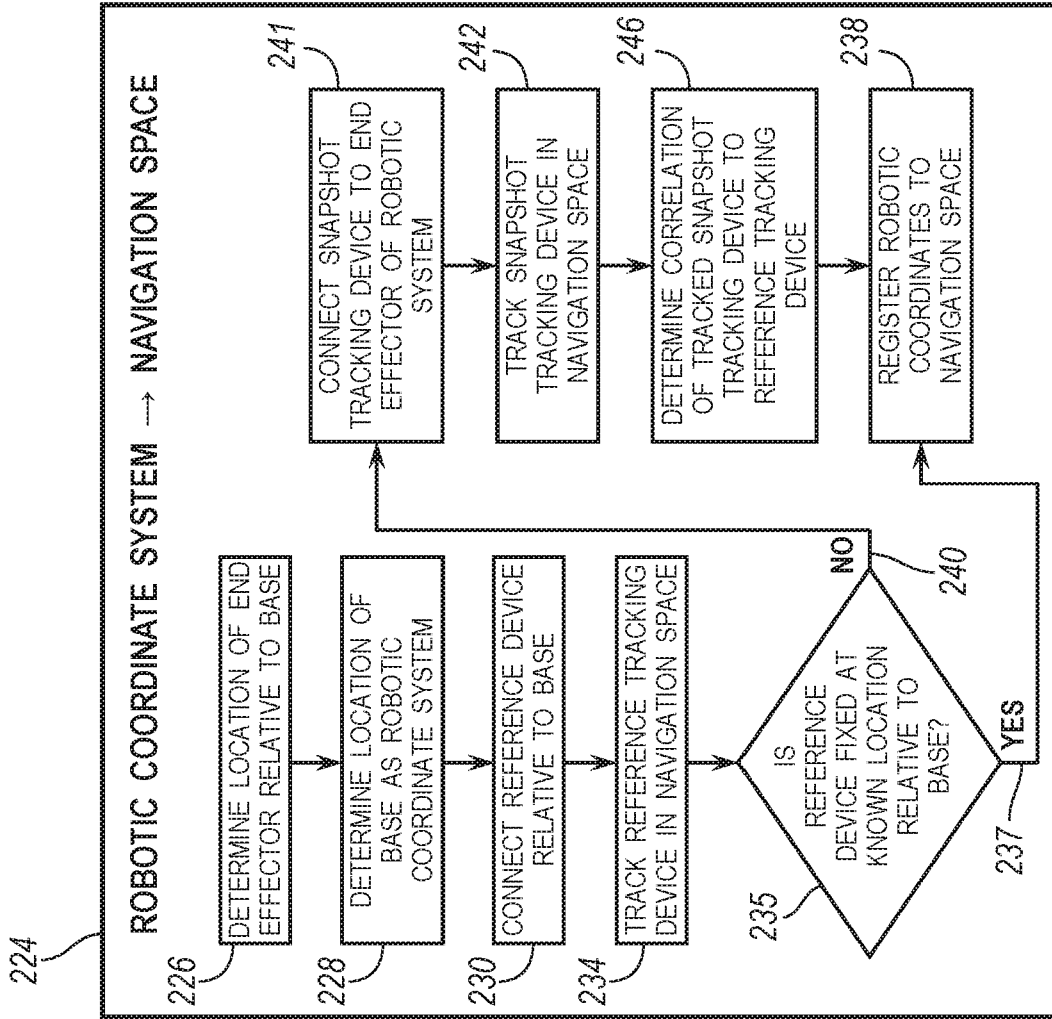 224
ROBOTIC COORDINATE SYSTEM → NAVIGATION SPACE
226
DETERMINE LOCATION OF END
EFFECTOR RELATIVE TO BASE
228
DETERMINE LOCATION OF
BASE AS ROBOTIC
COORDINATE SYSTEM
230
CONNECT REFERENCE DEVICE
RELATIVE TO BASE
234
TRACK REFERENCE TRACKING
DEVICE IN NAVIGATION SPACE
235
IS
REFERENCE
DEVICE FIXED AT
KNOWN LOCATION
RELATIVE TO
BASE?
NO
240
YES
237
241
CONNECT SNAPSHOT
TRACKING DEVICE TO END
EFFECTOR OF ROBOTIC
SYSTEM
242
TRACK SNAPSHOT
TRACKING DEVICE IN
NAVIGATION SPACE
246
DETERMINE CORRELATION
OF TRACKED SNAPSHOT
TRACKING DEVICE TO
REFERENCE TRACKING
DEVICE
238
REGISTER ROBOTIC
COORDINATES TO
NAVIGATION SPACE